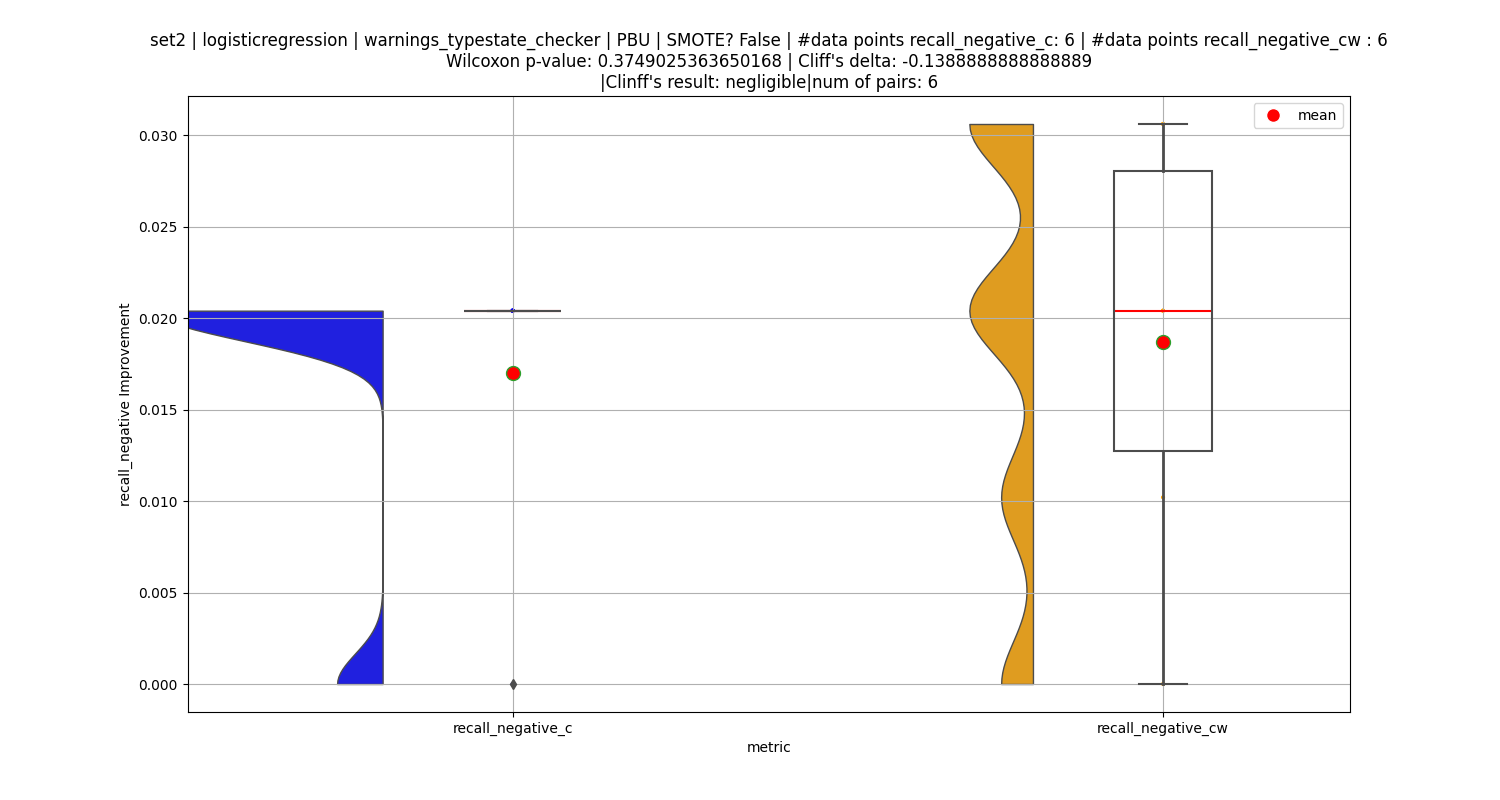 set2 | logisticregression | warnings_typestate_checker | PBU | SMOTE? False | #data points recall_negative_c: 6 | #data points recall_negative_cw : 6
Wilcoxon p-value: 0.3749025363650168 | Cliff's delta: -0.1388888888888889
|Clinff's result: negligible|num of pairs: 6
mean
0.030
0.025
0.020
0.015
0.010
0.005
0.000
recall_negative Improvement
recall_negative_c
recall_negative_cw
metric